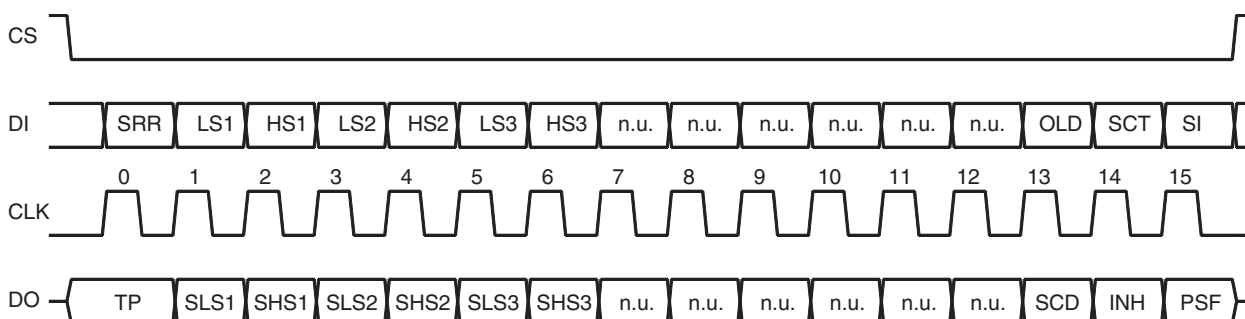 CS
DI SRR LS1 HS1 LS2 HS2 LS3 HS3 n.u. n.u. n.u. n.u. n.u. n.u. OLD SCT SI
0 1 2 3 4 5 6 7 8 9 10 11 12 13 14 15
CLK
DO TP SLS1 SHS1 SLS2 SHS2 SLS3 SHS3 n.u. n.u. n.u. n.u. n.u. n.u. SCD INH PSF